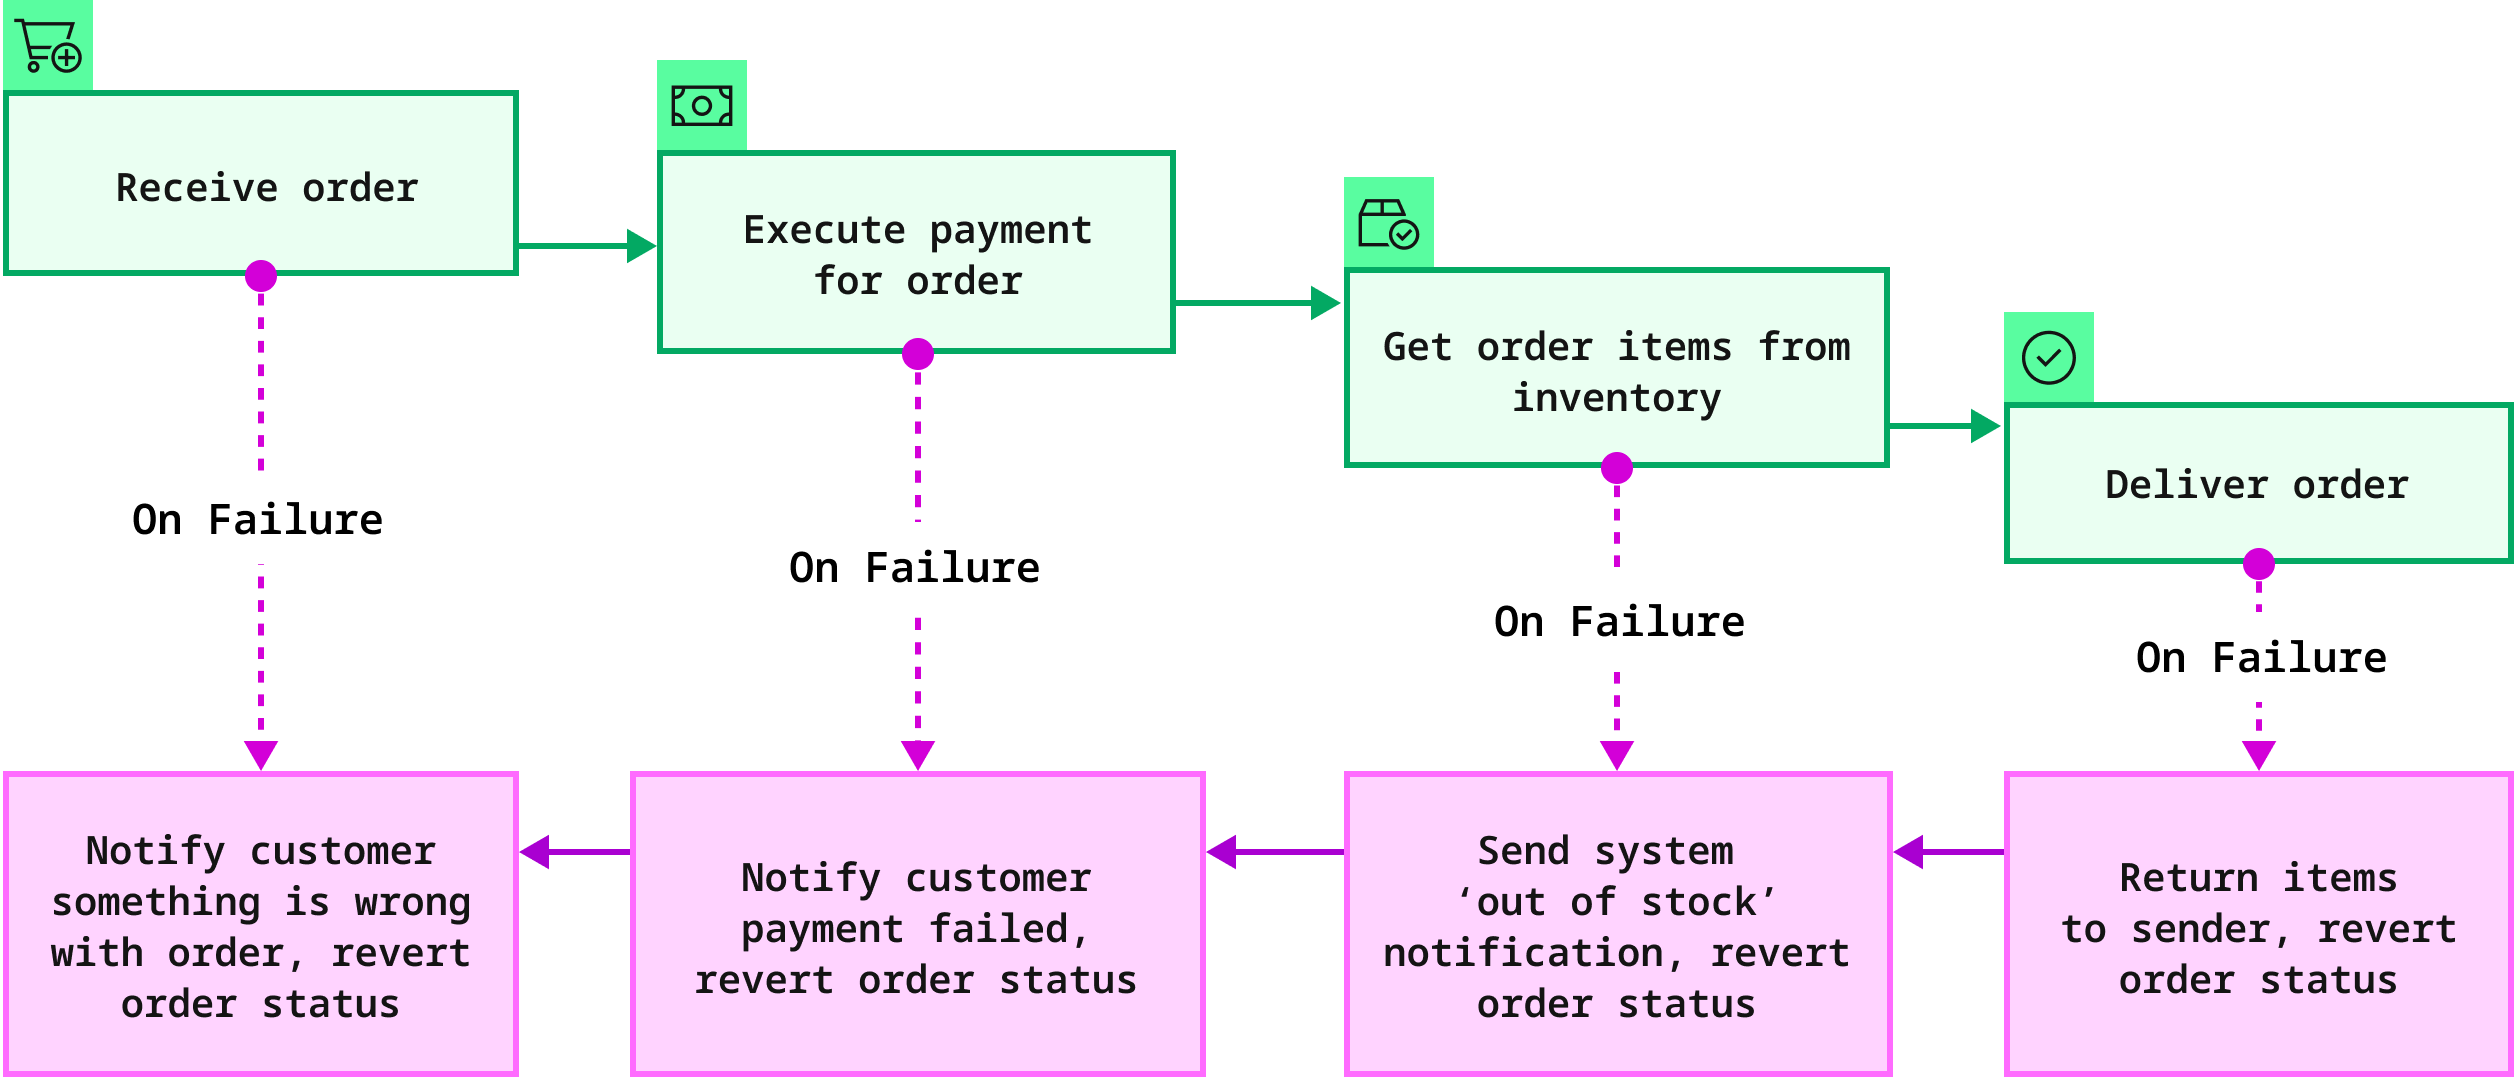 Receive order
Execute payment
for order
Get order items from
inventory
Deliver order
On Failure
On Failure
On Failure
On Failure
Notify customer
something is wrong
with order, revert
order status
Notify customer
payment failed,
revert order status
Send system
‘out of stock’
notification, revert
order status
Return items
to sender, revert
order status